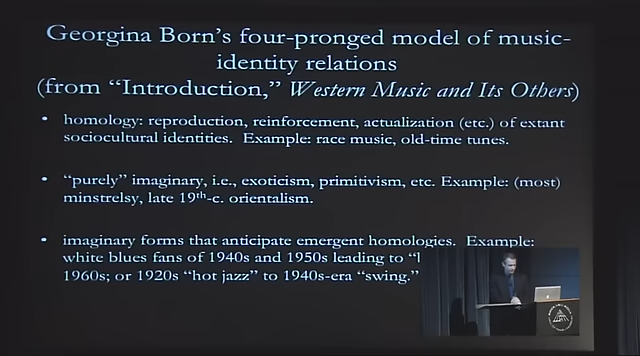 Georgina Born's four-pronged model of music-
identity relations
(from "Introduction," Western Music and Its Others)
• homology: reproduction, reinforcement, actualization (etc.) of extant
sociocultural identities. Example: race music, old-time tunes.
• "purely" imaginary, i.e., exoticism, primitivism, etc. Example: (most)
minstrelsy, late 19th-c. orientalism.
• imaginary forms that anticipate emergent homologies. Example:
white blues fans of 1940s and 1950s leading to
1960s; or 1920s "hot jazz" to 1940s-era "swing."